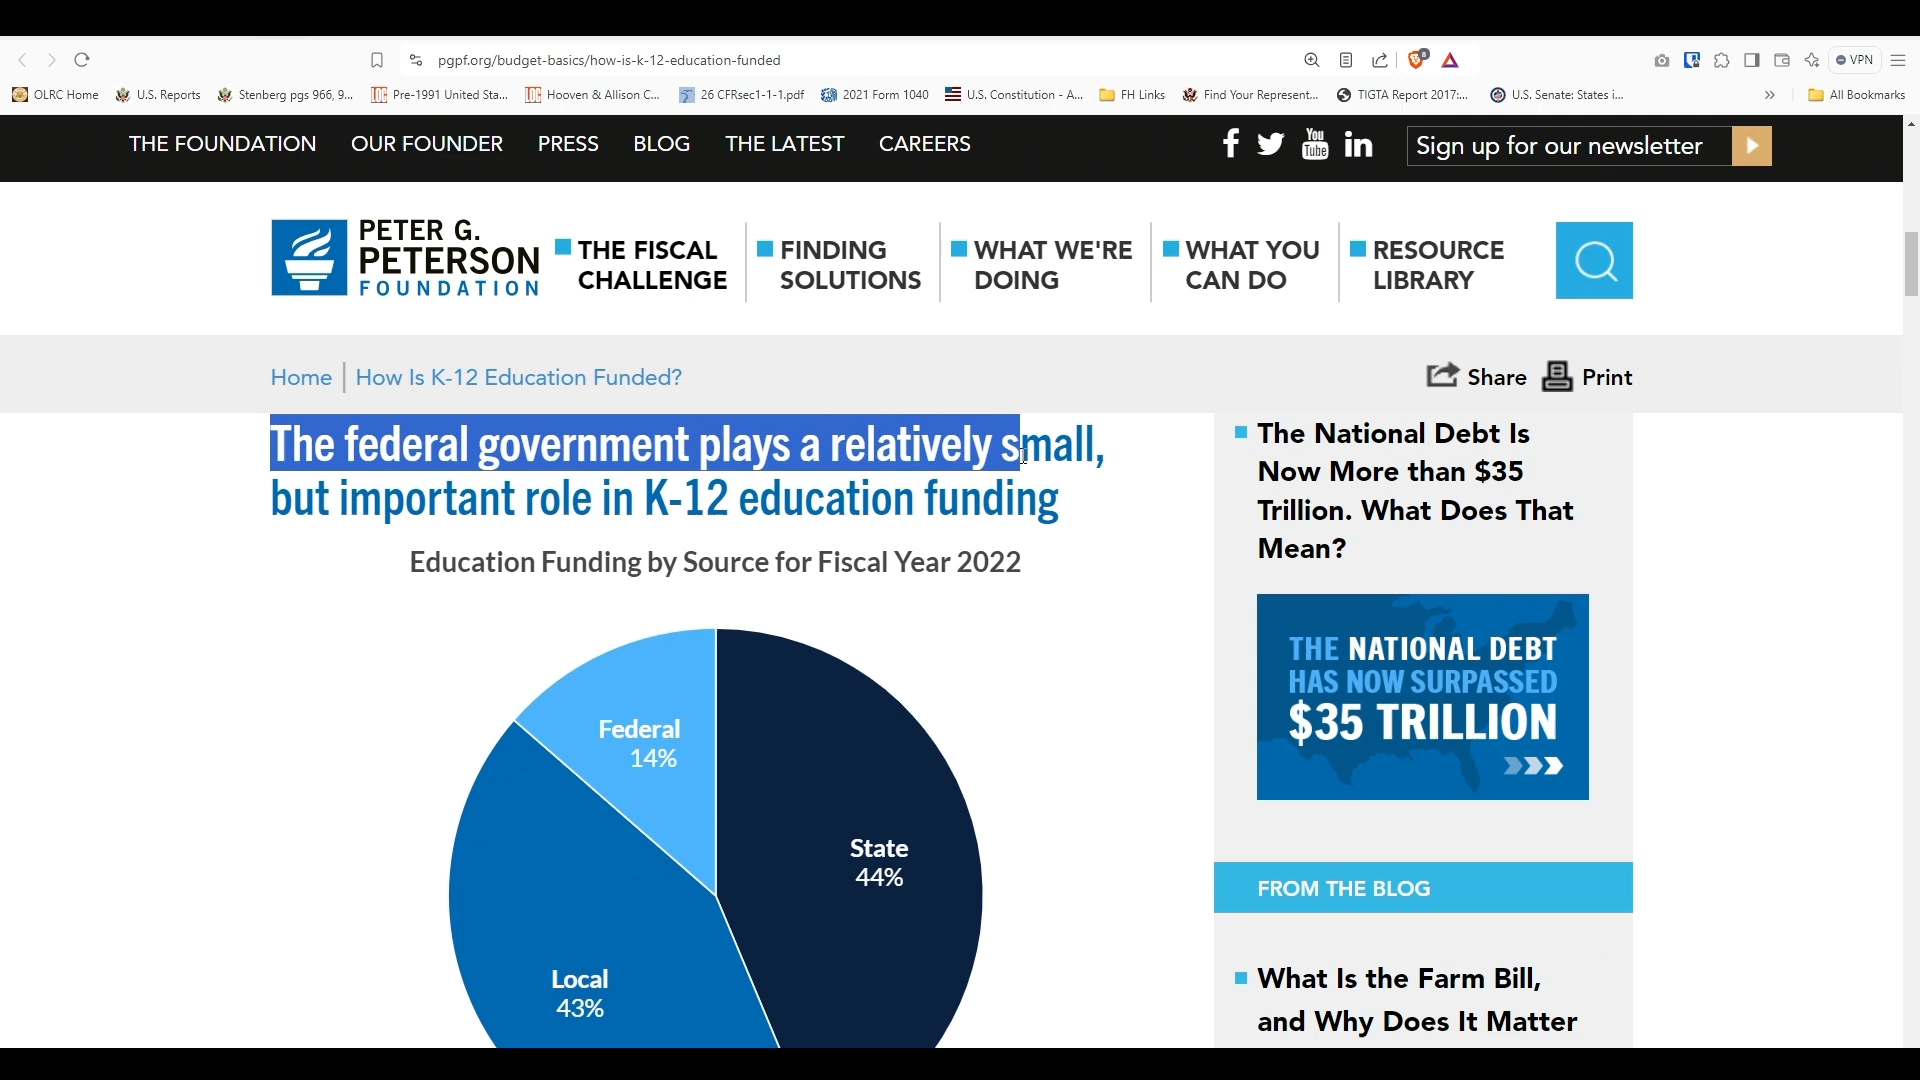 pgpf.org/budget-basics/how-is-k-12-education-funded
VPN
OLRC Home
U.S. Reports
Stenberg pgs 966, 9...
Pre-1991 United Sta...
Hooven & Allison C...
26 CFRsec1-1-1.pdf
2021 Form 1040
U.S. Constitution - A...
FH Links
Find Your Represent...
TIGTA Report 2017:...
U.S. Senate: States i...
All Bookmarks
THE FOUNDATION
OUR FOUNDER
PRESS
BLOG
THE LATEST
CAREERS
You
Tube
Sign up for our newsletter
PETER G.
PETERSON
FOUNDATION
THE FISCAL
CHALLENGE
FINDING
SOLUTIONS
WHAT WE'RE
DOING
WHAT YOU
CAN DO
RESOURCE
LIBRARY
Home
How Is K-12 Education Funded?
Share
Print
The federal government plays a relatively small,
but important role in K-12 education funding
Education Funding by Source for Fiscal Year 2022
Federal
14%
State
44%
Local
43%
The National Debt Is
Now More than $35
Trillion. What Does That
Mean?
THE NATIONAL DEBT
HAS NOW SURPASSED
$35 TRILLION
FROM THE BLOG
What Is the Farm Bill,
and Why Does It Matter